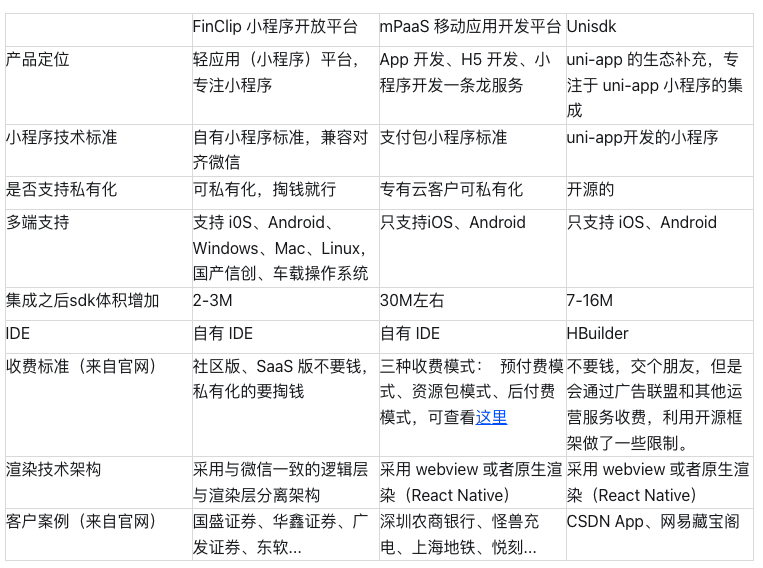 FinClip 小程序开放平台 mPaaS 移动应用开发平台 Unisdk
产品定位
轻应用（小程序）平台，
专注小程序
App 开发、H5 开发、小
程序开发一条龙服务
uni-app 的生态补充，专
注于 uni-app 小程序的集
成
小程序技术标准
自有小程序标准，兼容对
齐微信
支付包小程序标准
uni-app开发的小程序
是否支持私有化
可私有化，掏钱就行
专有云客户可私有化
开源的
多端支持
支持 i0S、Android、
Windows、Mac、Linux，
国产信创、车载操作系统
只支持iOS、Android
只支持 iOS、Android
集成之后sdk体积增加
2-3M
30M左右
7-16M
IDE
自有 IDE
自有 IDE
HBuilder
收费标准（来自官网）
社区版、SaaS 版不要钱，
私有化的要掏钱
三种收费模式： 预付费模
式、资源包模式、后付费
模式，可查看这里
不要钱，交个朋友，但是
会通过广告联盟和其他运
营服务收费，利用开源框
架做了一些限制。
渲染技术架构
采用与微信一致的逻辑层
与渲染层分离架构
采用 webview 或者原生渲
染（React Native）
采用 webview 或者原生渲
染（React Native）
客户案例（来自官网）
国盛证券、华鑫证券、广
发证券、东软...
深圳农商银行、怪兽充
电、上海地铁、悦刻...
CSDN App、网易藏宝阁